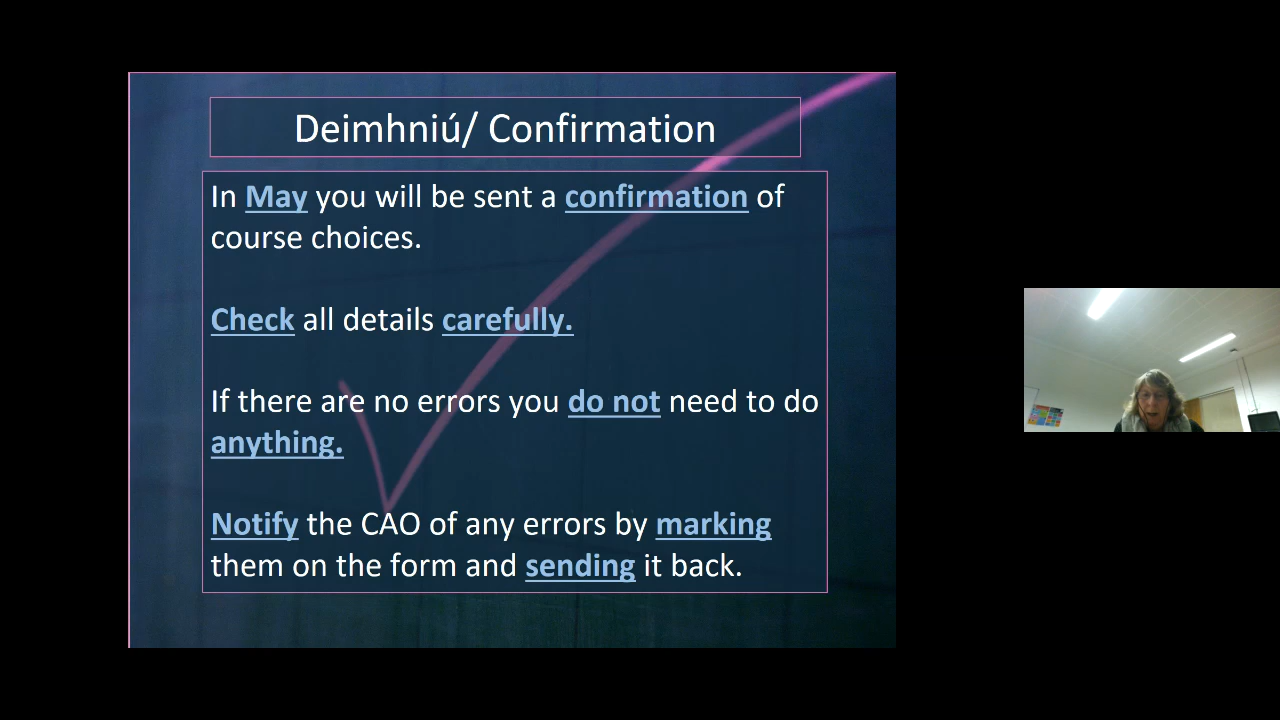 Deimhniú/ Confirmation
In May you will be sent a confirmation of
course choices.
Check all details carefully.
If there are no errors you do not need to do
anything.
Notify the CAO of any errors by marking
them on the form and sending it back.